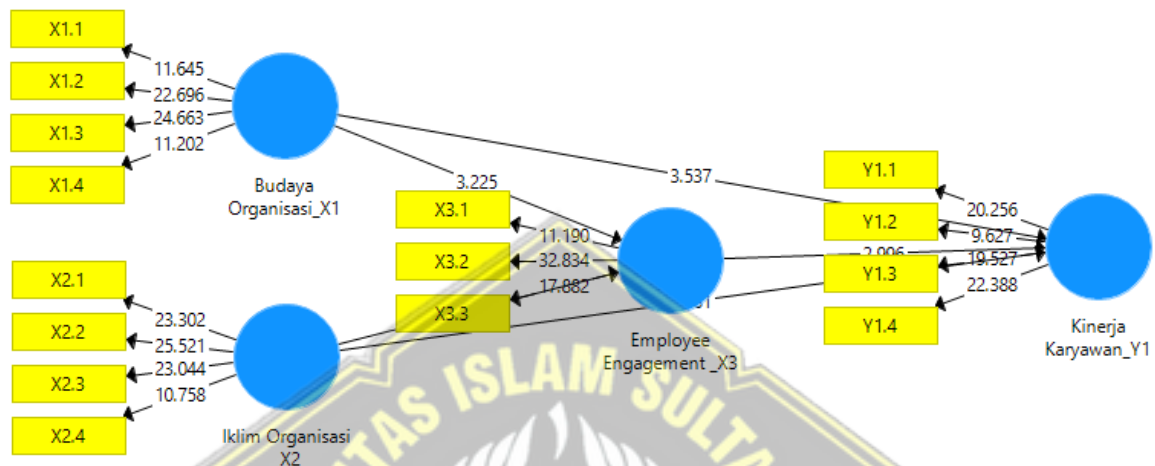 X1.1
11.645
X1.2
22.696
X1.3
24.663
X1.4
11.202
Budaya
Organisasi_X1
3.225
3.537
X2.1
23.302
X2.2
25.521
X2.3
23.044
X2.4
10.758
Iklim Organisasi
X2
X3.1
11.190
X3.2
32.834
X3.3
17.882
Employee
Engagement _X3
Y1.1
20.256
Y1.2
9.627
Y1.3
19.527
Y1.4
22.388
Kinerja
Karyawan_Y1
ISLAM